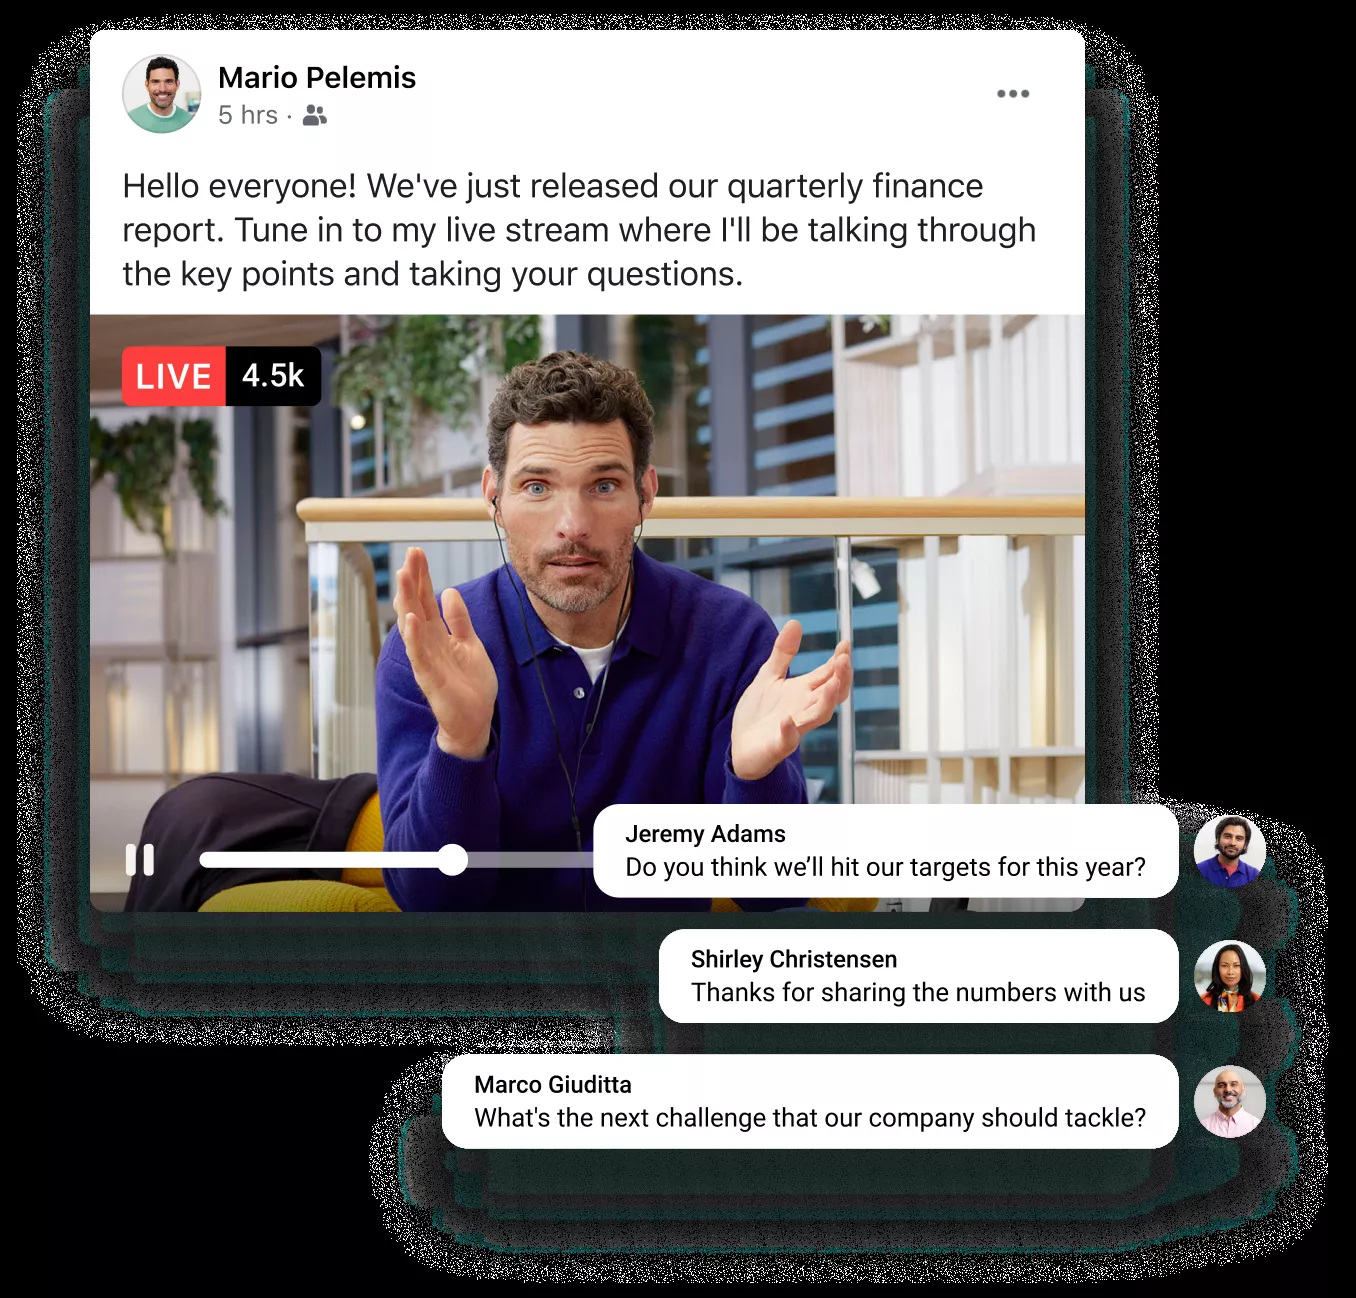 Mario Pelemis
5 hrs ·
Hello everyone! We've just released our quarterly finance
report. Tune in to my live stream where I'll be talking through
the key points and taking your questions.
LIVE 4.5k
Jeremy Adams
Do you think we’ll hit our targets for this year?
Shirley Christensen
Thanks for sharing the numbers with us
Marco Giuditta
What's the next challenge that our company should tackle?